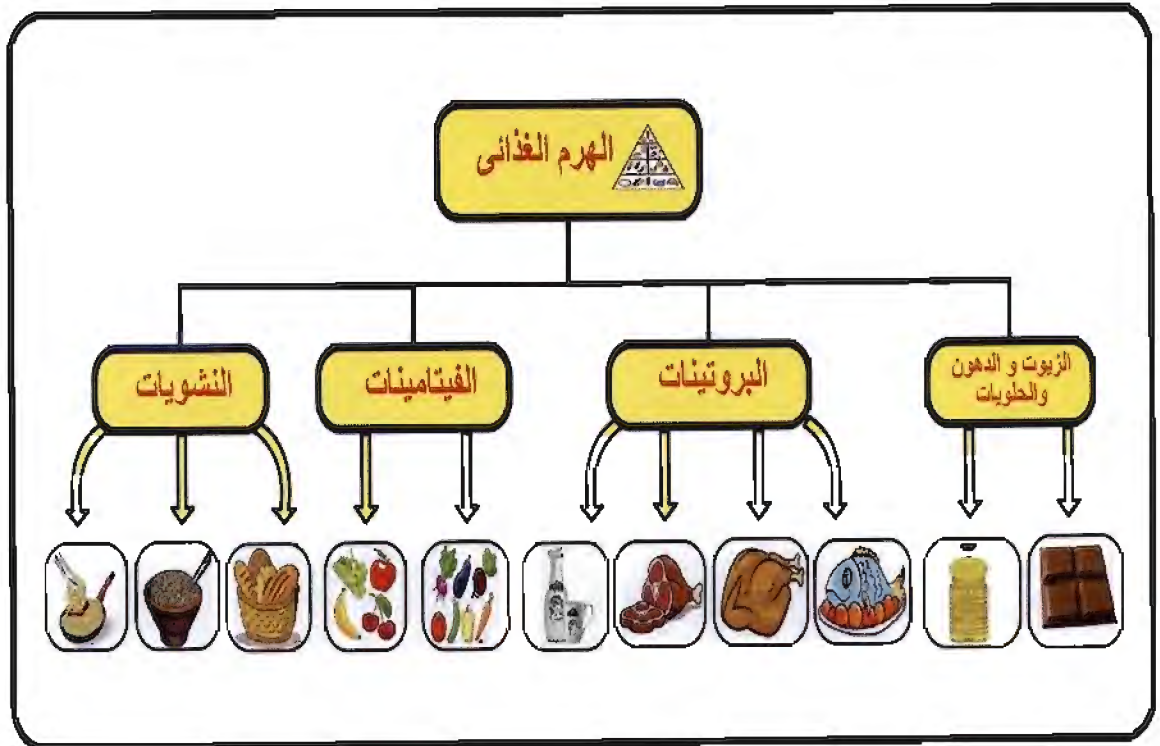 الهرم الغذائى
الزيوت و الدهون
والحلويات
البروتينات
الفيتامينات
النشويات